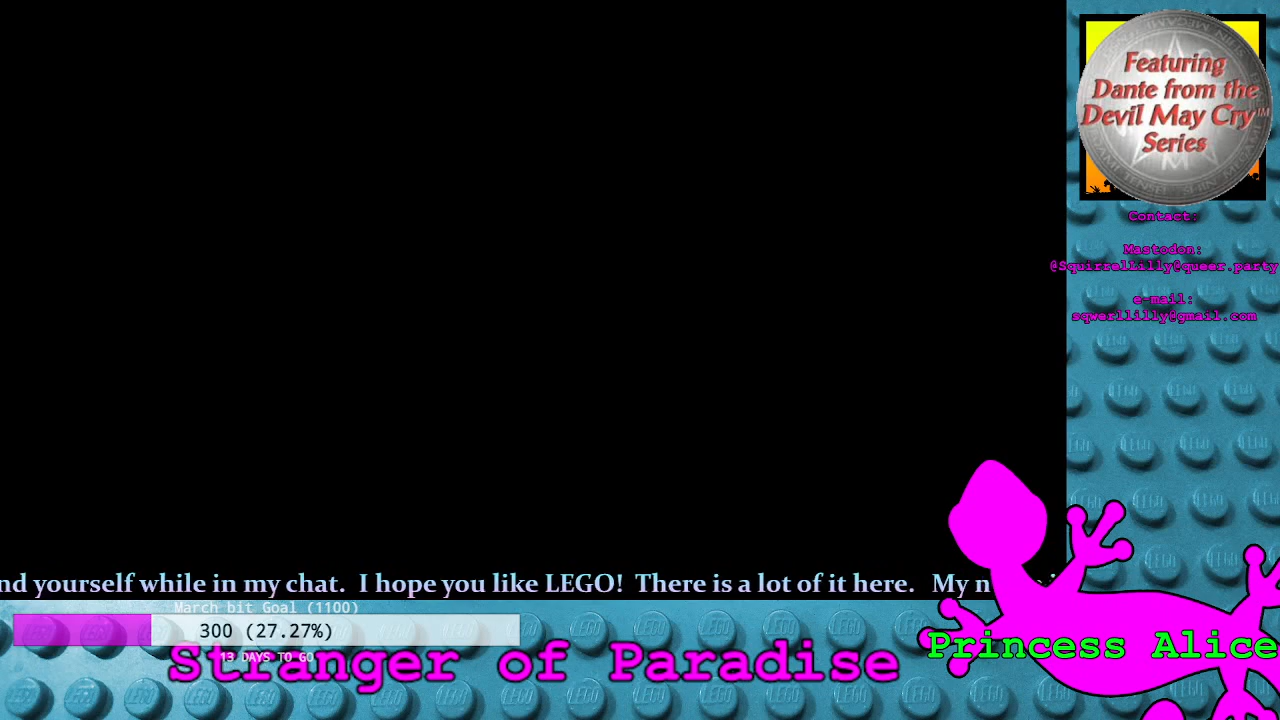 Featuring
Dante from the
Devil May Cry™
Series
Contact:
Mastodon:
@SquirrelLilly@queer.party
e-mail:
sqwerllilly@gmail.com
nd yourself while in my chat. I hope you like LEGO! There is a lot of it here. My n
March bit Goal (1100)
300 (27.27%)
13 DAYS TO GO
Stranger of Paradise
Princess Alice